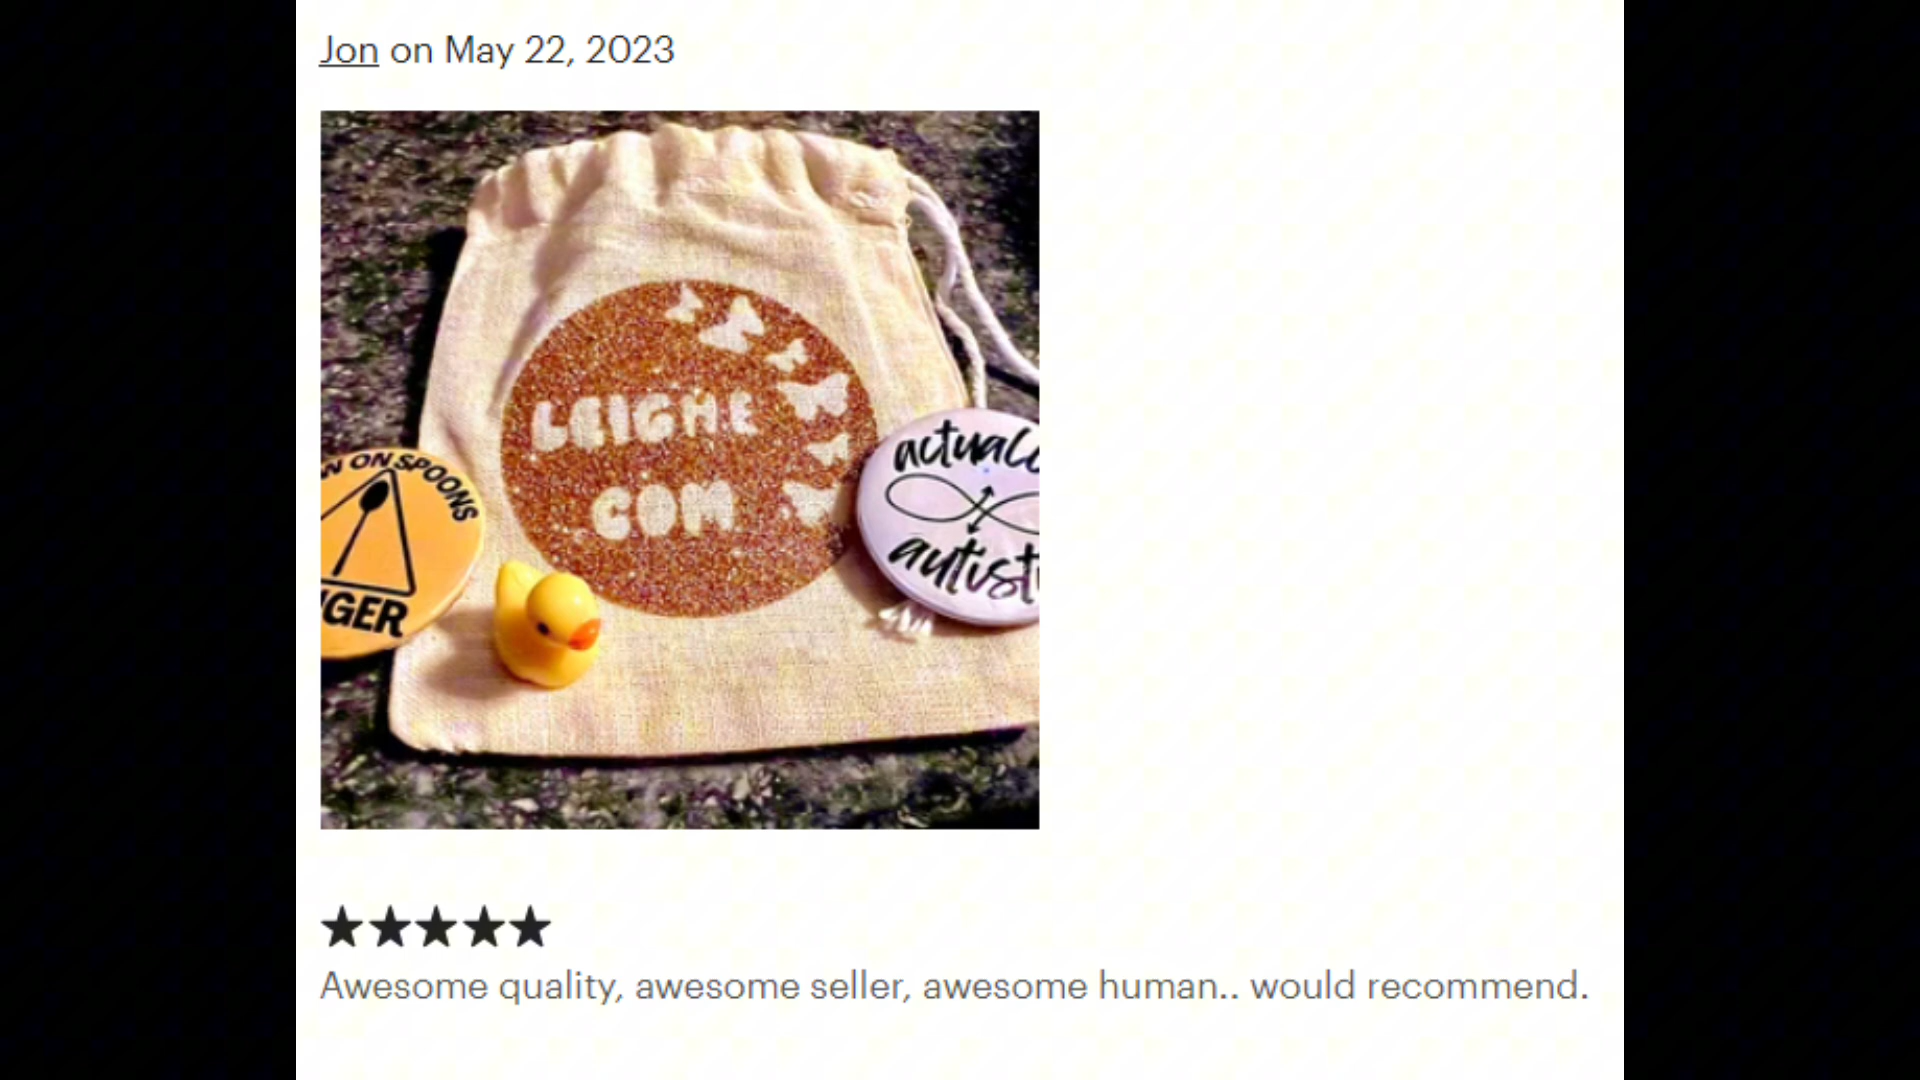 Jon on May 22, 2023
ON SPOONS
LEIGHE
COM
actual
autist
GER
★★★★★
Awesome quality, awesome seller, awesome human.. would recommend.